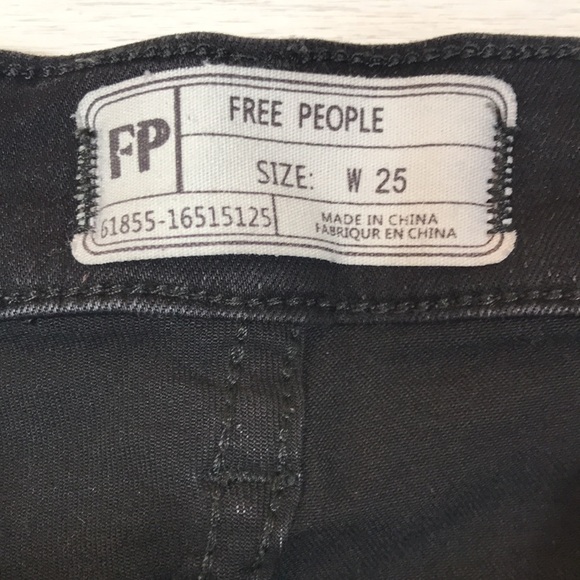 FP
FREE PEOPLE
SIZE: W 25
61855-16515125
MADE IN CHINA
FABRIQUR EN CHINA